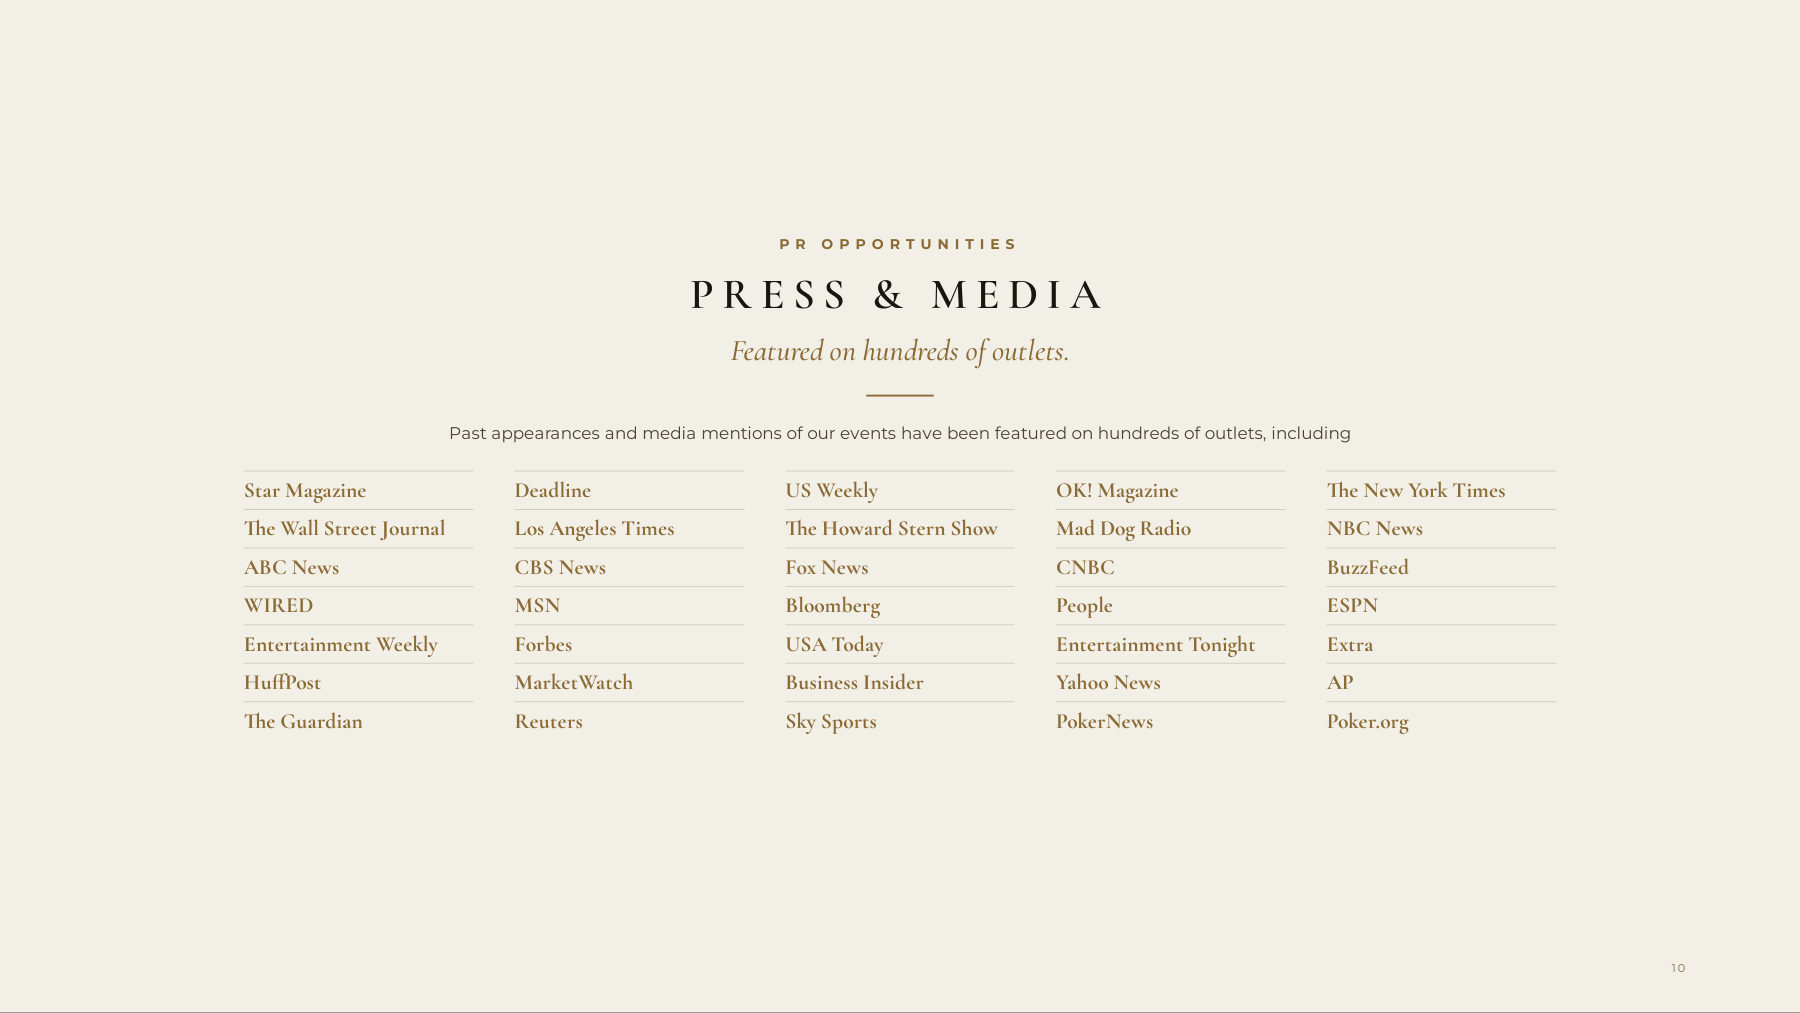 PR OPPORTUNITIES
PRESS & MEDIA
Featured on hundreds of outlets.
Past appearances and media mentions of our events have been featured on hundreds of outlets, including
Star Magazine Deadline US Weekly OK! Magazine The New York Times
The Wall Street Journal Los Angeles Times The Howard Stern Show Mad Dog Radio NBC News
ABC News CBS News Fox News CNBC BuzzFeed
WIRED MSN Bloomberg People ESPN
Entertainment Weekly Forbes USA Today Entertainment Tonight Extra
HuffPost MarketWatch Business Insider Yahoo News AP
The Guardian Reuters Sky Sports PokerNews Poker.org
10